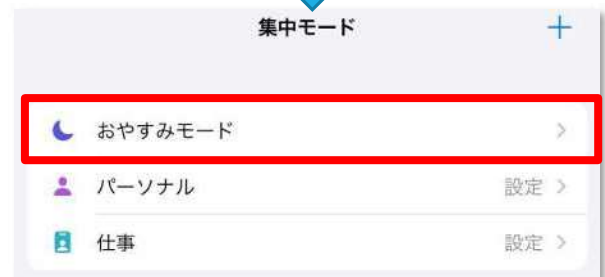 集中モード
おやすみモード
パーソナル 設定
仕事 設定